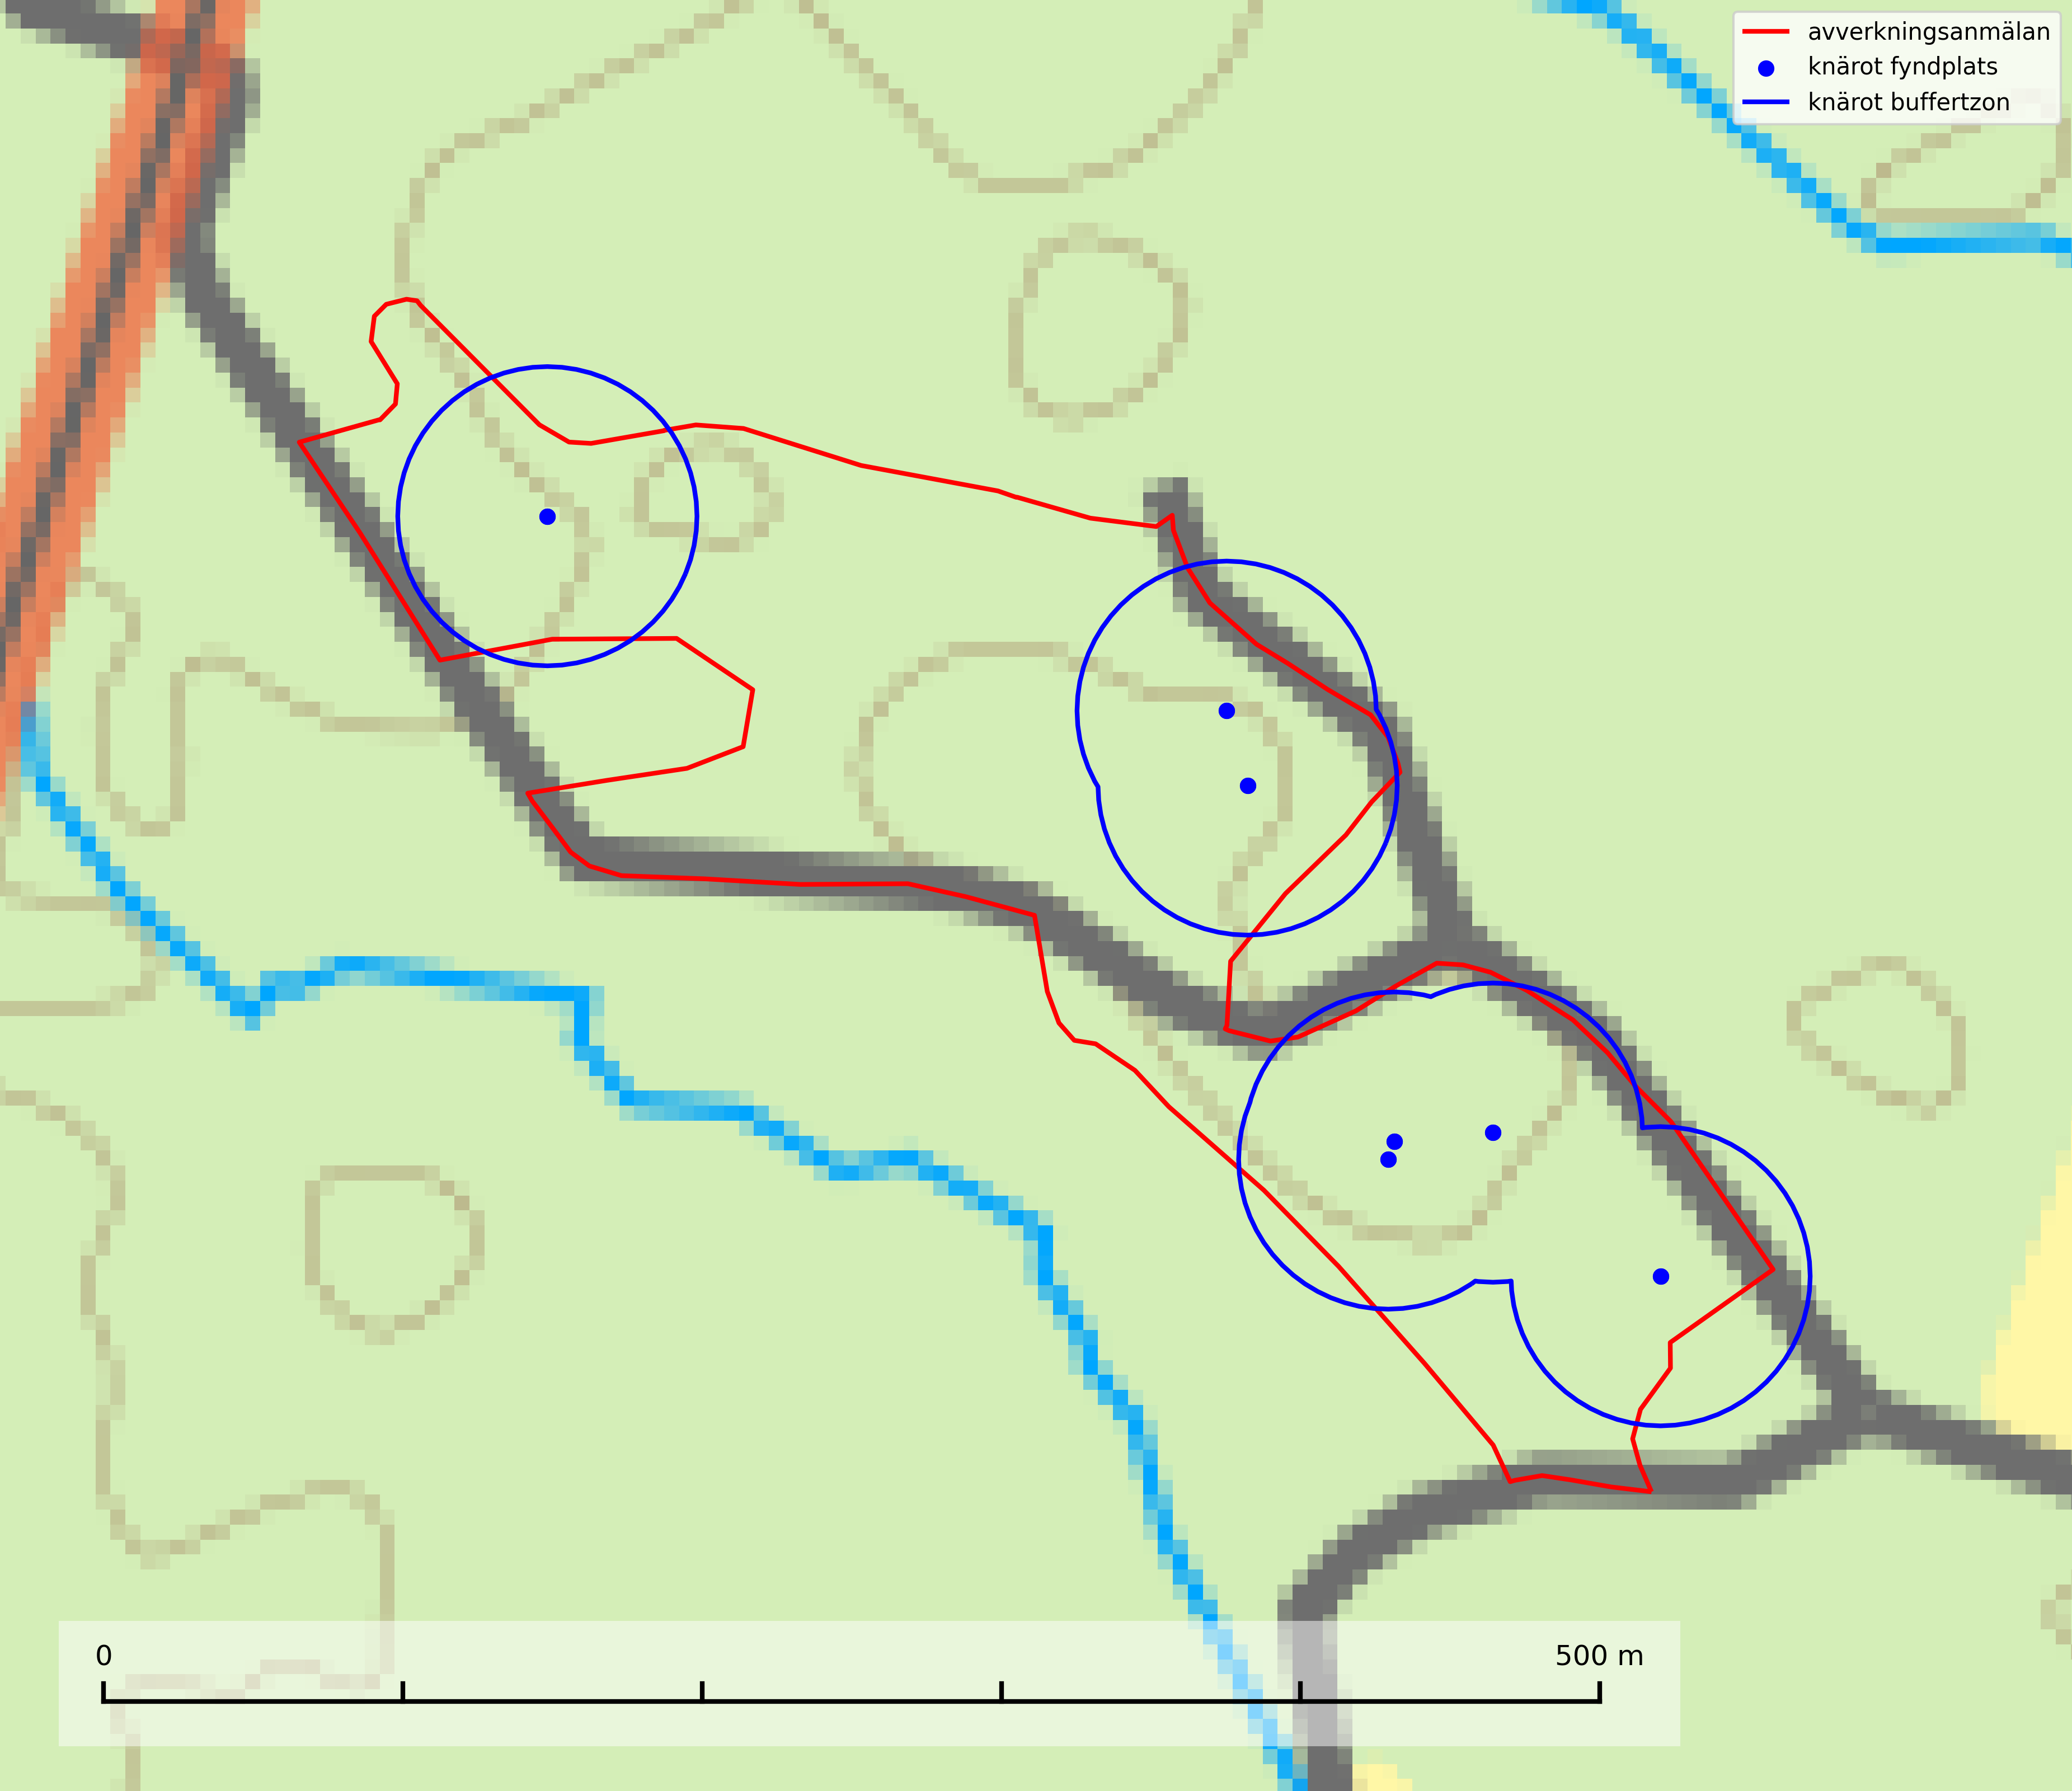 avverkningsanmälan
knärot fyndplats
knärot buffertzon
0 500 m